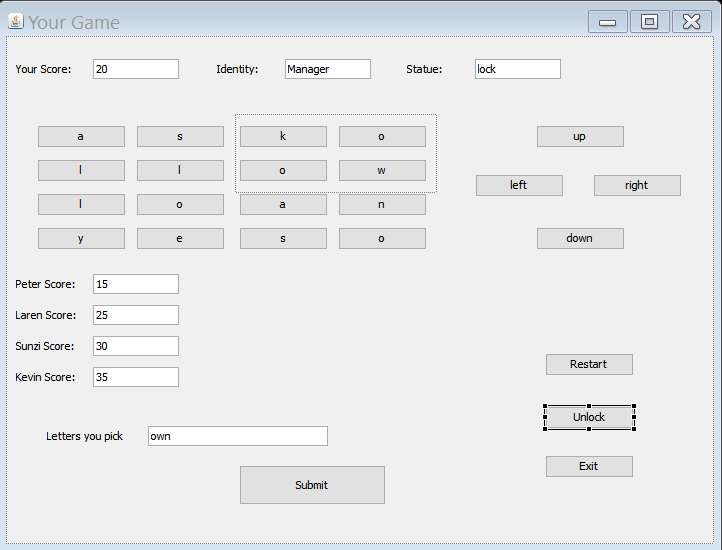 Your Game
Your Score: 20 Identity: Manager Statue: lock
a s k o up
l l o w
left right
l o a n
y e s o down
Peter Score: 15
Laren Score: 25
Sunzi Score: 30
Restart
Kevin Score: 35
Unlock
Letters you pick own
Exit
Submit